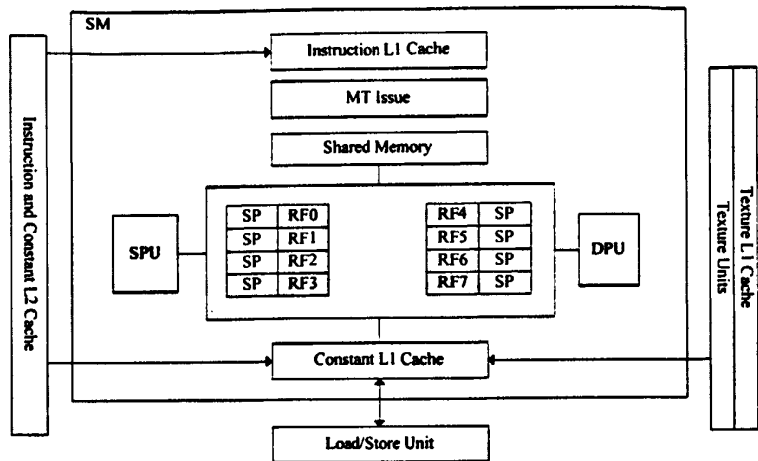 SM
Instruction L1 Cache
MT Issue
Shared Memory
Instruction and Constant L2 Cache
SPU
SP RF0
SP RF1
SP RF2
SP RF3
RF4 SP
RF5 SP
RF6 SP
RF7 SP
DPU
Texture Units
Texture L1 Cache
Constant L1 Cache
Load/Store Unit